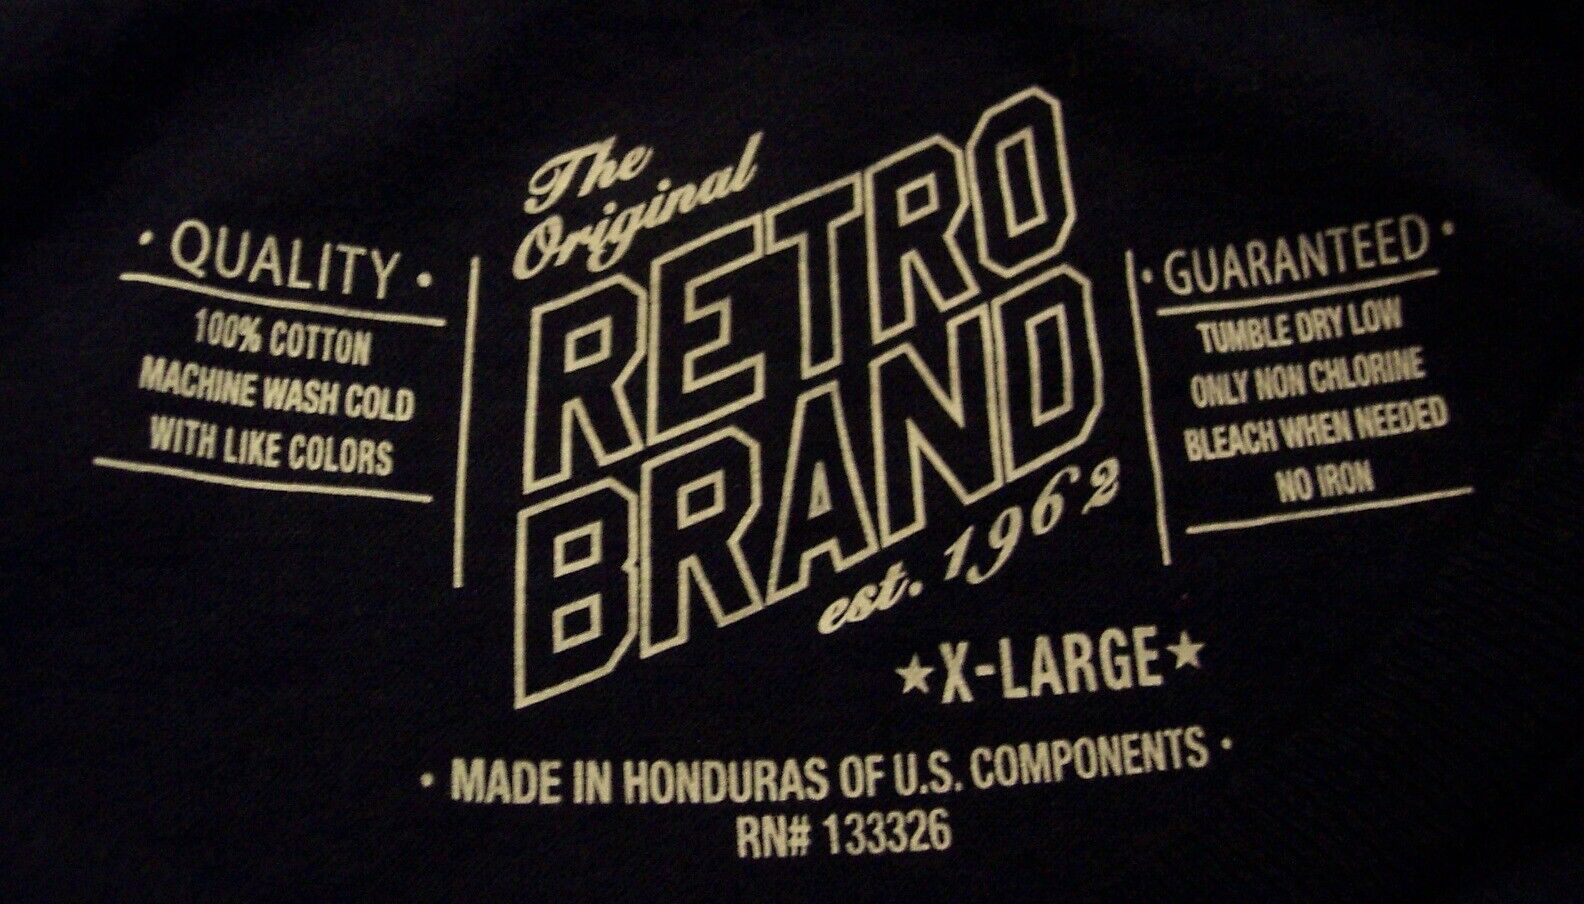 The
Original
RETRO
BRAND
est. 1962
· QUALITY ·
100% COTTON
MACHINE WASH COLD
WITH LIKE COLORS
· GUARANTEED ·
TUMBLE DRY LOW
ONLY NON CHLORINE
BLEACH WHEN NEEDED
NO IRON
★X-LARGE★
· MADE IN HONDURAS OF U.S. COMPONENTS ·
RN# 133326